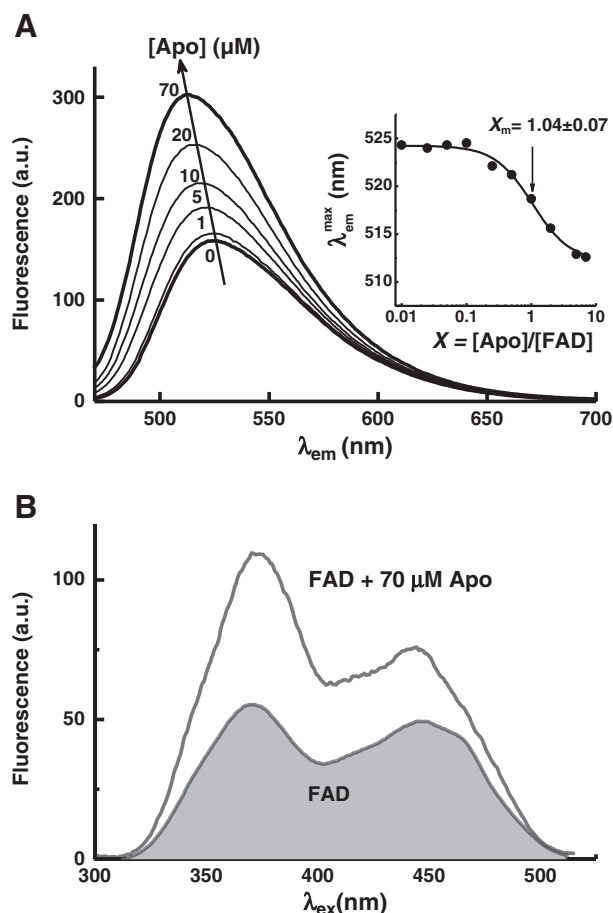 A
[Apo] (µM)
70
20
10
5
1
0
300
200
100
0
Fluorescence (a.u.)
500
550
600
650
700
λem (nm)
Xm= 1.04±0.07
525
520
515
510
λem max (nm)
0.01
0.1
1
10
X = [Apo]/[FAD]
B
100
50
0
Fluorescence (a.u.)
FAD + 70 µM Apo
FAD
300
350
400
450
500
λex(nm)